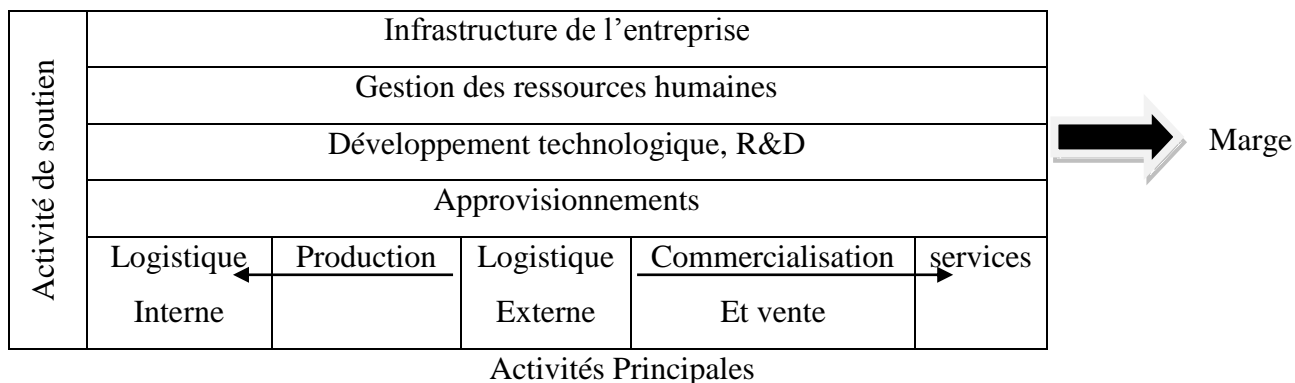 Activité de soutien
Infrastructure de l’entreprise
Gestion des ressources humaines
Développement technologique, R&D
Approvisionnements
Marge
Logistique
Interne
Production
Logistique
Externe
Commercialisation
Et vente
services
Activités Principales